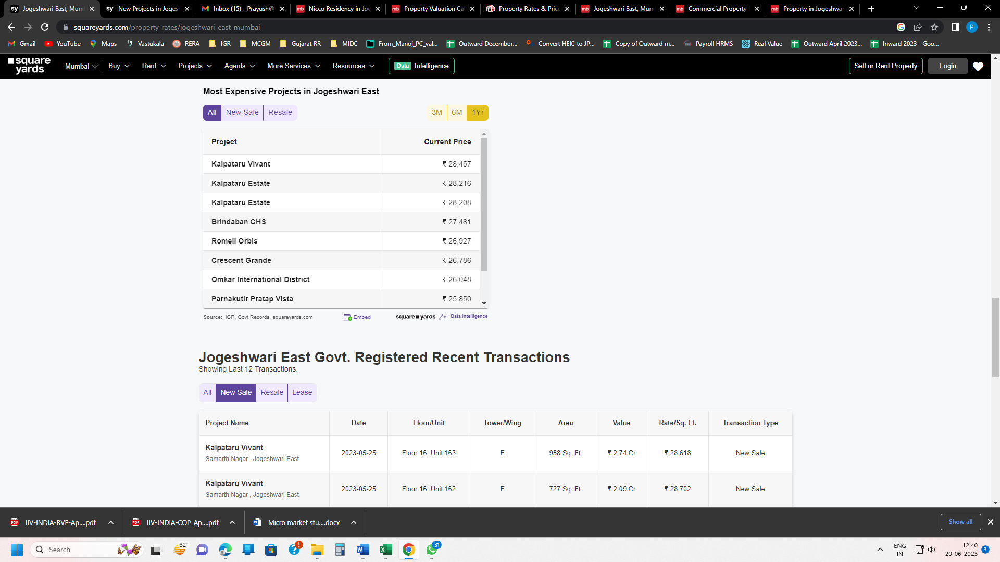 sy Jogeshwari East, Mum
sy New Projects in Jogesh
Inbox (15) - Prayush@
mb Nicco Residency in Jog
mb Property Valuation Cal
Property Rates & Price
mb Jogeshwari East, Mum
mb Commercial Property
mb Property in Jogeshwar
squareyards.com/property-rates/jogeshwari-east-mumbai
P
Gmail YouTube Maps Vastukala RERA IGR MCGM Gujarat RR MIDC From_Manoj_PC_val... Outward December... Convert HEIC to JP... Copy of Outward m... Payroll HRMS Real Value Outward April 2023... Inward 2023 - Goo...
square yards
Mumbai Buy Rent Projects Agents More Services Resources Data Intelligence Sell or Rent Property Login
Most Expensive Projects in Jogeshwari East
All New Sale Resale 3M 6M 1Yr
Project Current Price
Kalpataru Vivant ₹ 28,457
Kalpataru Estate ₹ 28,216
Kalpataru Estate ₹ 28,208
Brindaban CHS ₹ 27,481
Romell Orbis ₹ 26,927
Crescent Grande ₹ 26,786
Omkar International District ₹ 26,048
Parnakutir Pratap Vista ₹ 25,850
Source: IGR, Govt Records, squareyards.com Embed square yards Data Intelligence
Jogeshwari East Govt. Registered Recent Transactions
Showing Last 12 Transactions.
All New Sale Resale Lease
Project Name Date Floor/Unit Tower/Wing Area Value Rate/Sq. Ft. Transaction Type
Kalpataru Vivant
Samarth Nagar , Jogeshwari East
2023-05-25 Floor 16, Unit 163 E 958 Sq. Ft. ₹ 2.74 Cr ₹ 28,618 New Sale
Kalpataru Vivant
Samarth Nagar , Jogeshwari East
2023-05-25 Floor 16, Unit 162 E 727 Sq. Ft. ₹ 2.09 Cr ₹ 28,702 New Sale
IIV-INDIA-RVF-Ap....pdf IIV-INDIA-COP_Ap....pdf Micro market stu....docx Show all
Search 32° 31 ENG
IN
12:40
20-06-2023
3